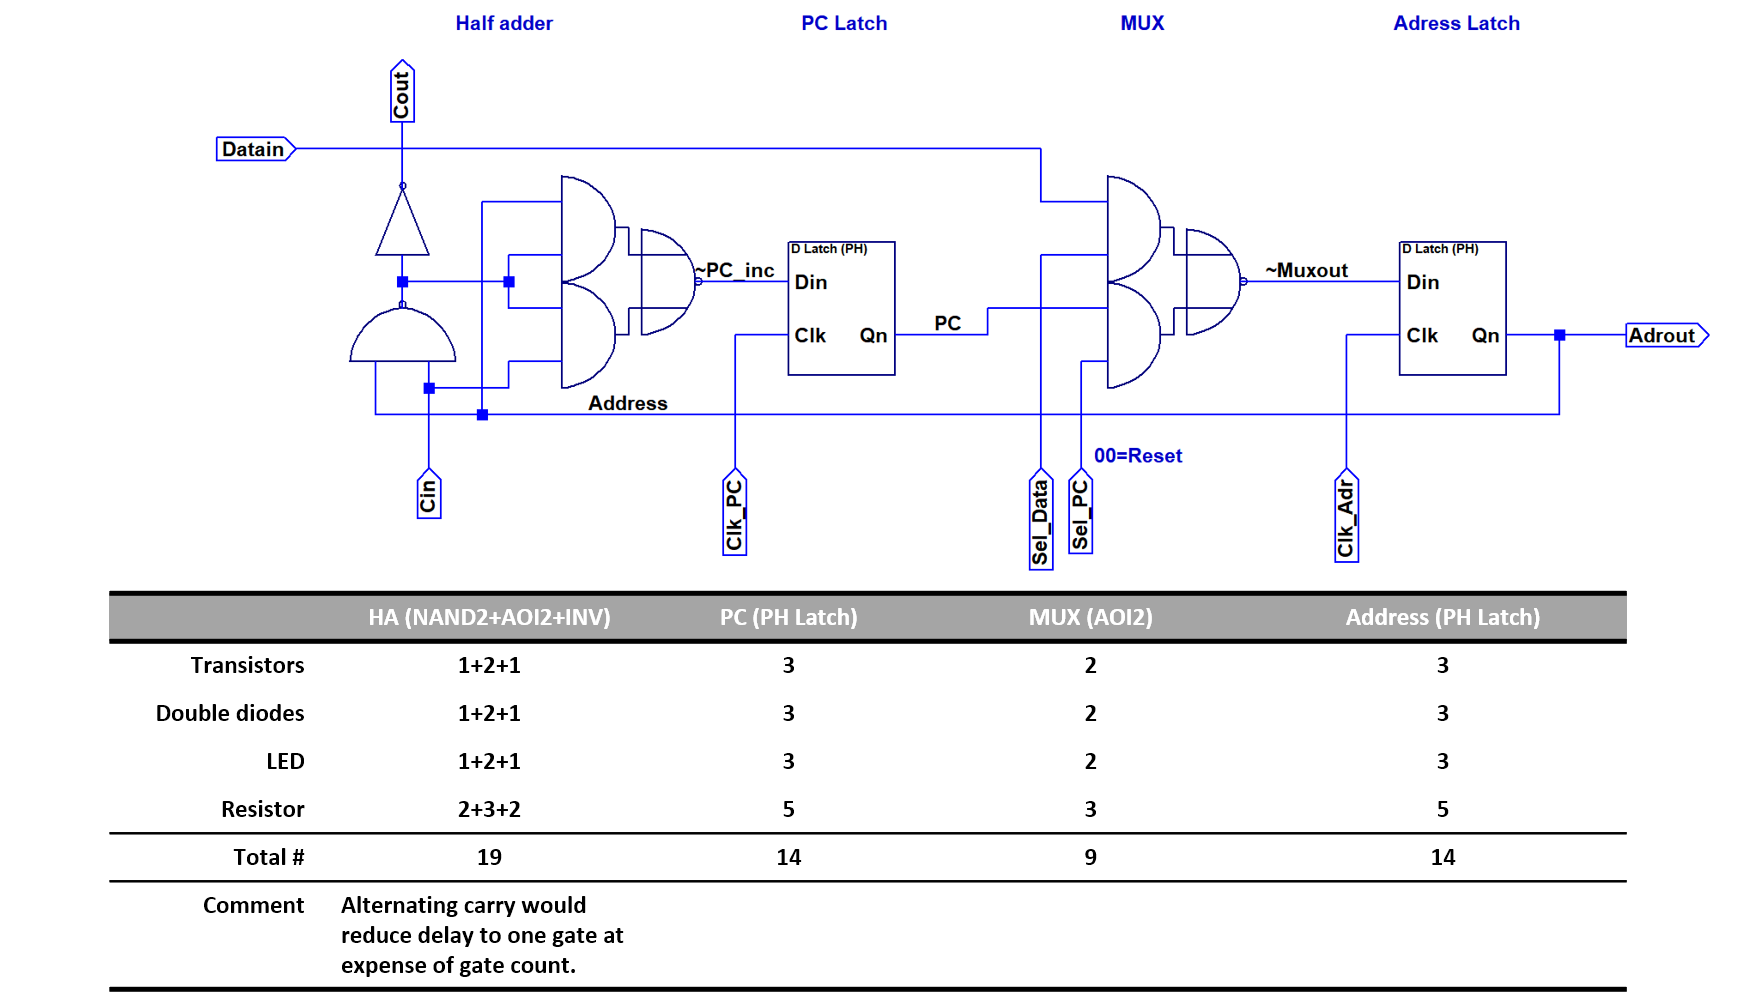 Half adder PC Latch MUX Adress Latch
Cout
Datain
D Latch (PH) D Latch (PH)
~PC_inc Din ~Muxout Din
PC
Clk Qn Clk Qn Adrout
Address
00=Reset
Cin Clk_PC Sel_Data Sel_PC Clk_Adr
HA (NAND2+AOI2+INV) PC (PH Latch) MUX (AOI2) Address (PH Latch)
Transistors 1+2+1 3 2 3
Double diodes 1+2+1 3 2 3
LED 1+2+1 3 2 3
Resistor 2+3+2 5 3 5
Total # 19 14 9 14
Comment Alternating carry would
reduce delay to one gate at
expense of gate count.